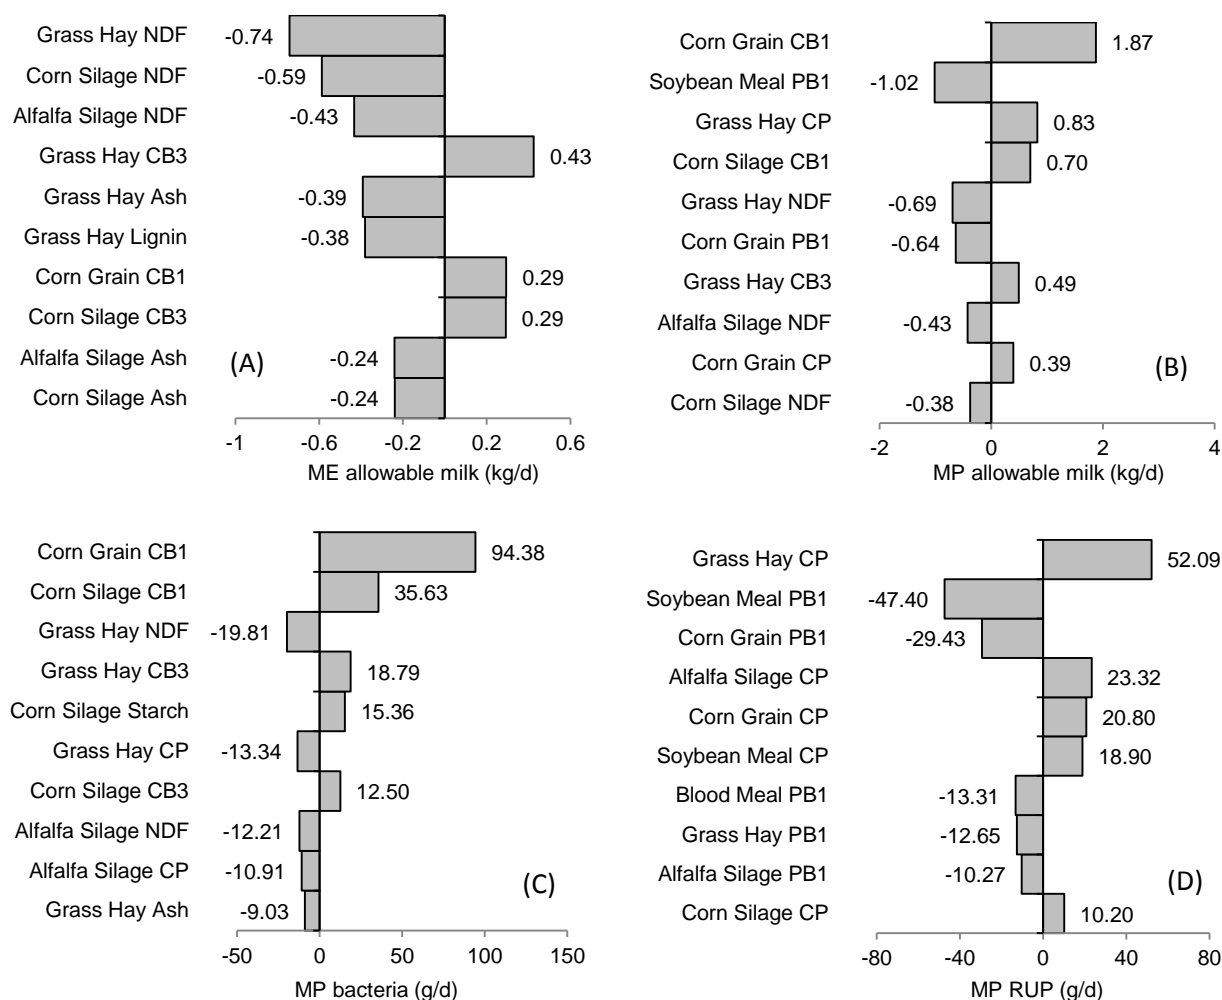 Grass Hay NDF -0.74
Corn Silage NDF -0.59
Alfalfa Silage NDF -0.43
Grass Hay CB3 0.43
Grass Hay Ash -0.39
Grass Hay Lignin -0.38
Corn Grain CB1 0.29
Corn Silage CB3 0.29
Alfalfa Silage Ash -0.24
Corn Silage Ash -0.24
(A)
-1 -0.6 -0.2 0.2 0.6
ME allowable milk (kg/d)
Corn Grain CB1 1.87
Soybean Meal PB1 -1.02
Grass Hay CP 0.83
Corn Silage CB1 0.70
Grass Hay NDF -0.69
Corn Grain PB1 -0.64
Grass Hay CB3 0.49
Alfalfa Silage NDF -0.43
Corn Grain CP 0.39
Corn Silage NDF -0.38
(B)
-2 0 2 4
MP allowable milk (kg/d)
Corn Grain CB1 94.38
Corn Silage CB1 35.63
Grass Hay NDF -19.81
Grass Hay CB3 18.79
Corn Silage Starch 15.36
Grass Hay CP -13.34
Corn Silage CB3 12.50
Alfalfa Silage NDF -12.21
Alfalfa Silage CP -10.91
Grass Hay Ash -9.03
(C)
-50 0 50 100 150
MP bacteria (g/d)
Grass Hay CP 52.09
Soybean Meal PB1 -47.40
Corn Grain PB1 -29.43
Alfalfa Silage CP 23.32
Corn Grain CP 20.80
Soybean Meal CP 18.90
Blood Meal PB1 -13.31
Grass Hay PB1 -12.65
Alfalfa Silage PB1 -10.27
Corn Silage CP 10.20
(D)
-80 -40 0 40 80
MP RUP (g/d)